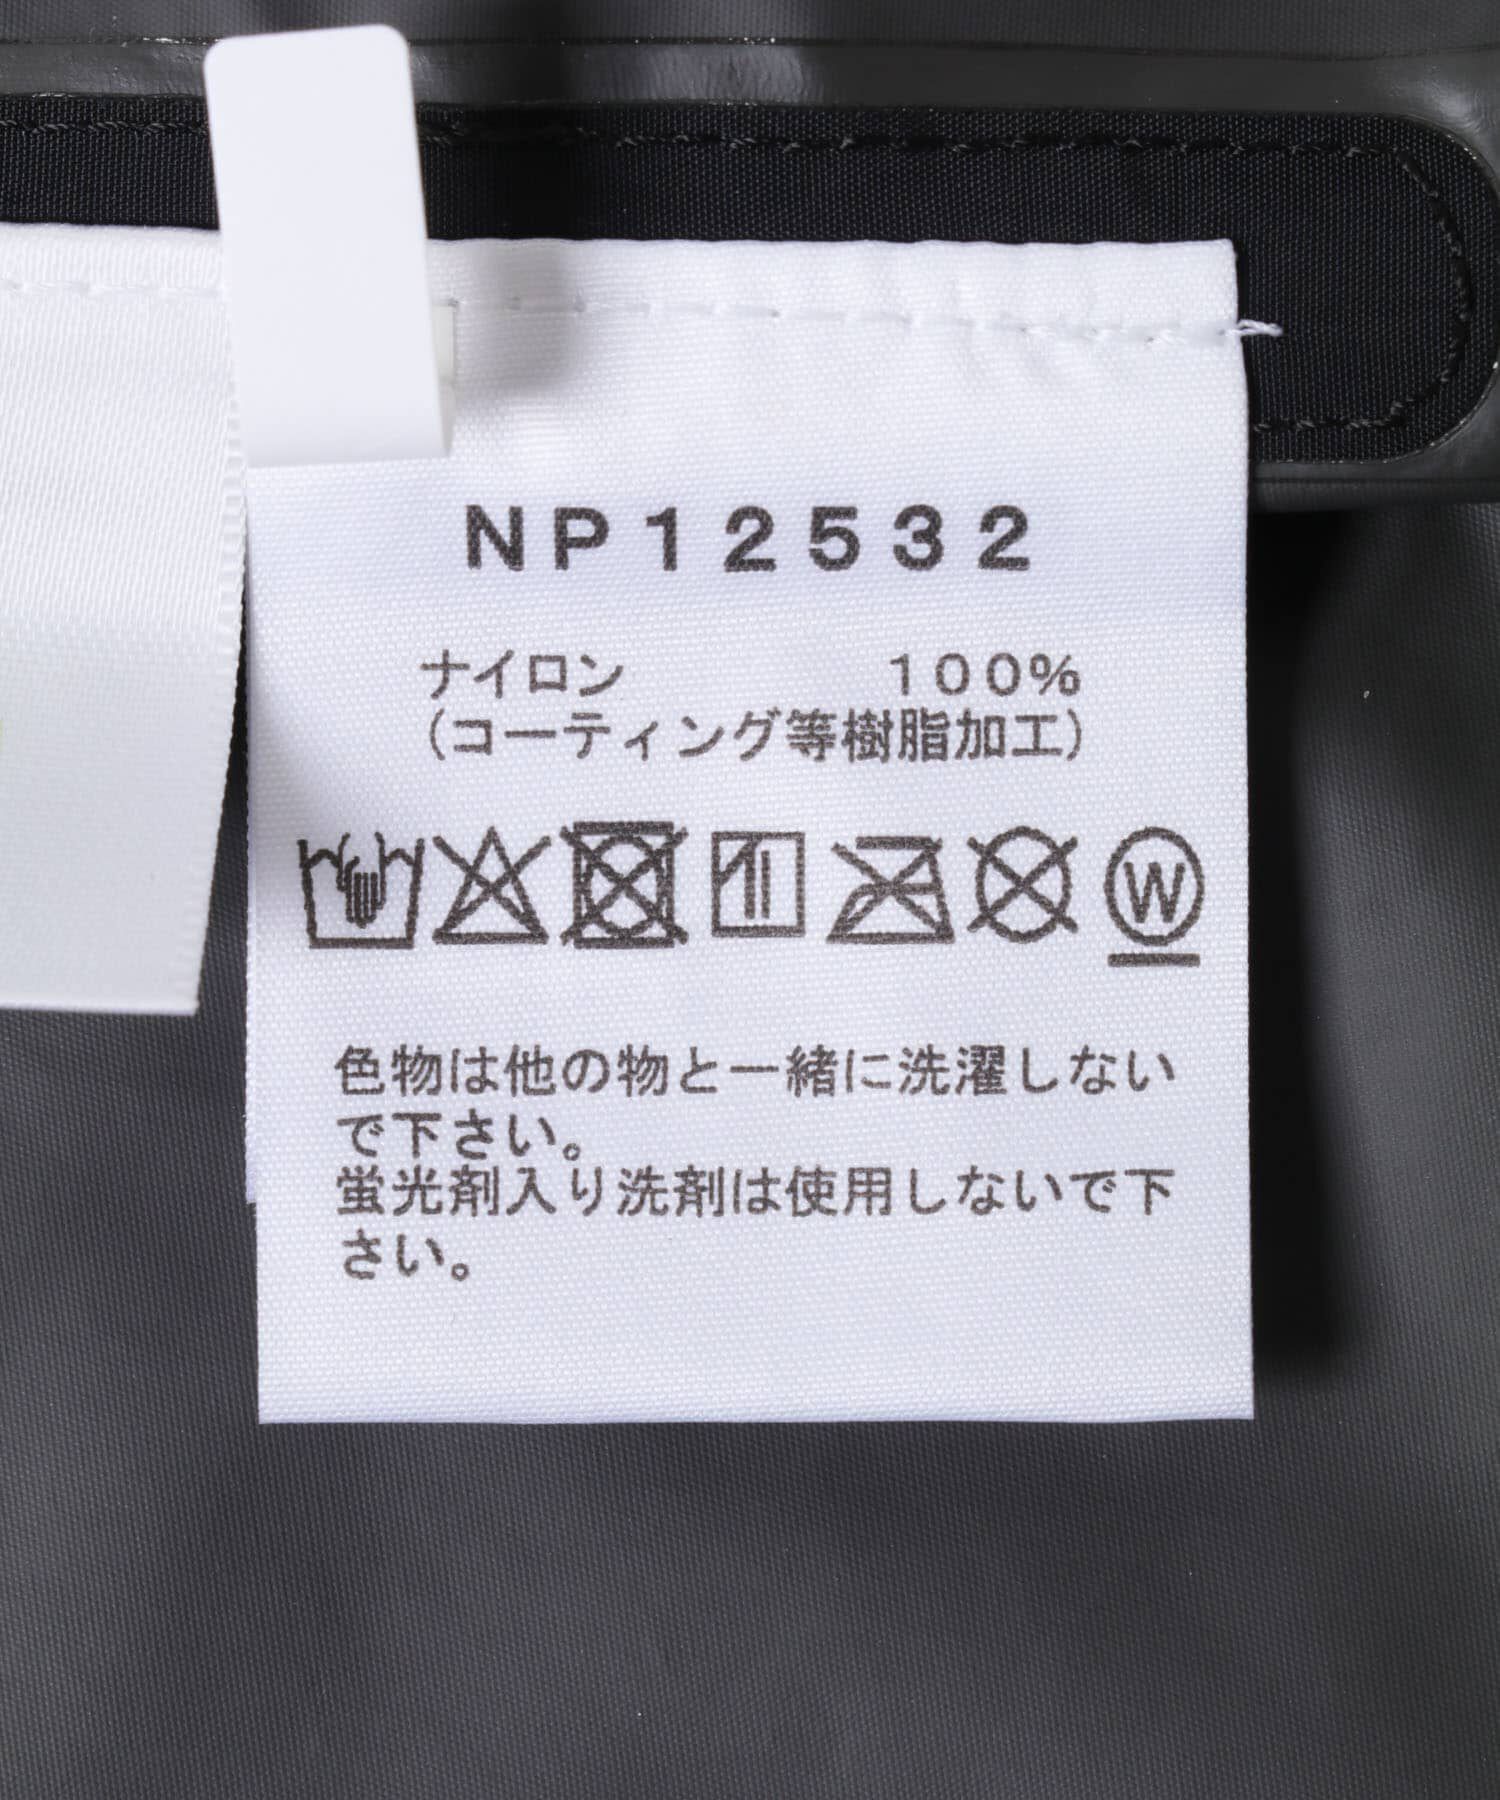 NP12532
ナイロン 100%
(コーティング等樹脂加工)
W
色物は他の物と一緒に洗濯しない
で下さい。
蛍光剤入り洗剤は使用しないで下
さい。